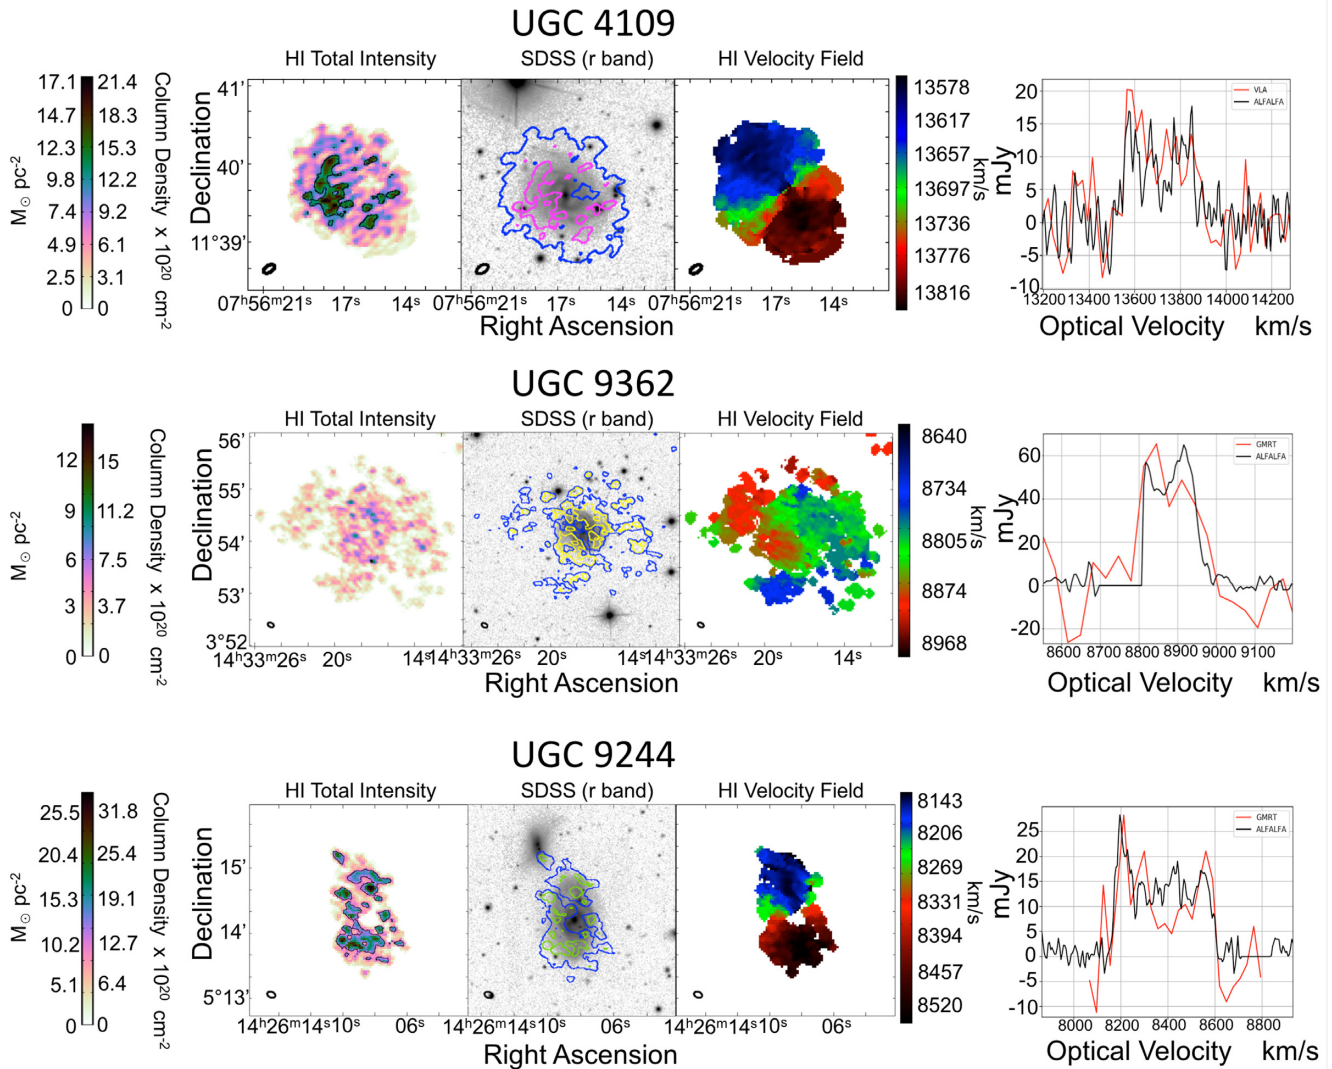 UGC 4109
HI Total Intensity SDSS (r band) HI Velocity Field
M☉ pc-2
17.1 21.4
14.7 18.3
12.3 15.3
9.8 12.2
7.4 9.2
4.9 6.1
2.5 3.1
0 0
Column Density x 10^20 cm-2
Declination
41'
40'
11°39'
07h56m21s 17s 14s 07h56m21s 17s 14s 07h56m21s 17s 14s
Right Ascension
13578
13617
13657
13697
13736
13776
13816
km/s
VLA
ALFALFA
mJy
20
15
10
5
0
-5
-10
13200 13400 13600 13800 14000 14200
Optical Velocity km/s
UGC 9362
HI Total Intensity SDSS (r band) HI Velocity Field
M☉ pc-2
12 15
9 11.2
6 7.5
3 3.7
0 0
Column Density x 10^20 cm-2
Declination
56'
55'
54'
53'
3°52
14h33m26s 20s 14s 14h33m26s 20s 14s 14h33m26s 20s 14s
Right Ascension
8640
8734
8805
8874
8968
km/s
GMRT
ALFALFA
mJy
60
40
20
0
-20
8600 8700 8800 8900 9000 9100
Optical Velocity km/s
UGC 9244
HI Total Intensity SDSS (r band) HI Velocity Field
M☉ pc-2
25.5 31.8
20.4 25.4
15.3 19.1
10.2 12.7
5.1 6.4
0 0
Column Density x 10^20 cm-2
Declination
15'
14'
5°13'
14h26m14s10s 06s 14h26m14s10s 06s 14h26m14s10s 06s
Right Ascension
8143
8206
8269
8331
8394
8457
8520
km/s
GMRT
ALFALFA
mJy
25
20
15
10
5
0
-5
-10
8000 8200 8400 8600 8800
Optical Velocity km/s